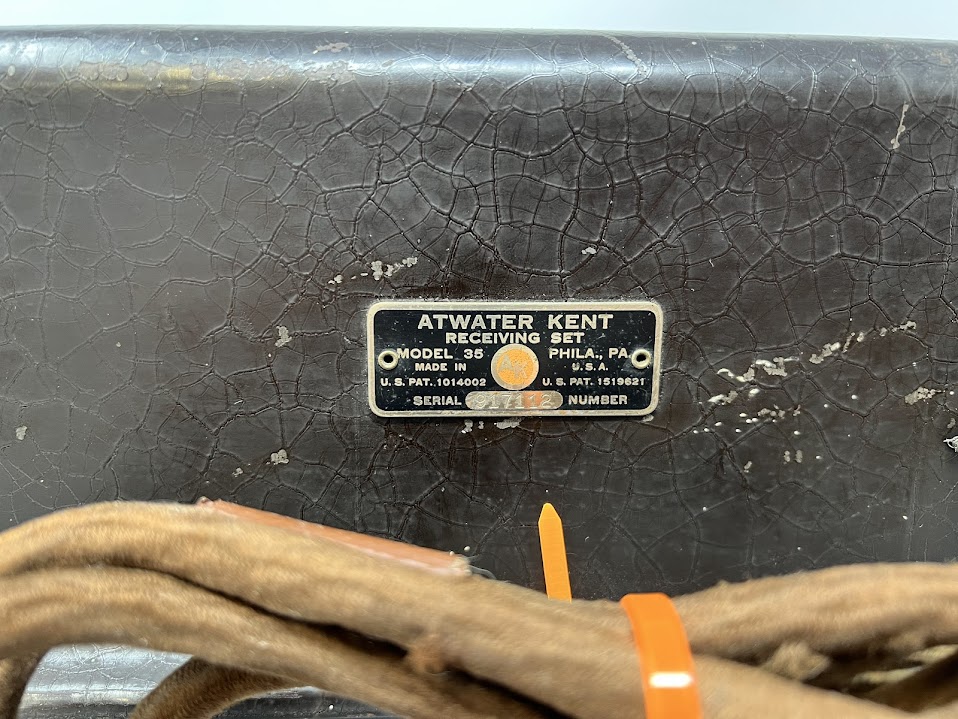 ATWATER KENT
RECEIVING SET
MODEL 35 PHILA., PA.
MADE IN U.S.A.
U.S. PAT. 1014002 U.S. PAT. 1519621
SERIAL NUMBER